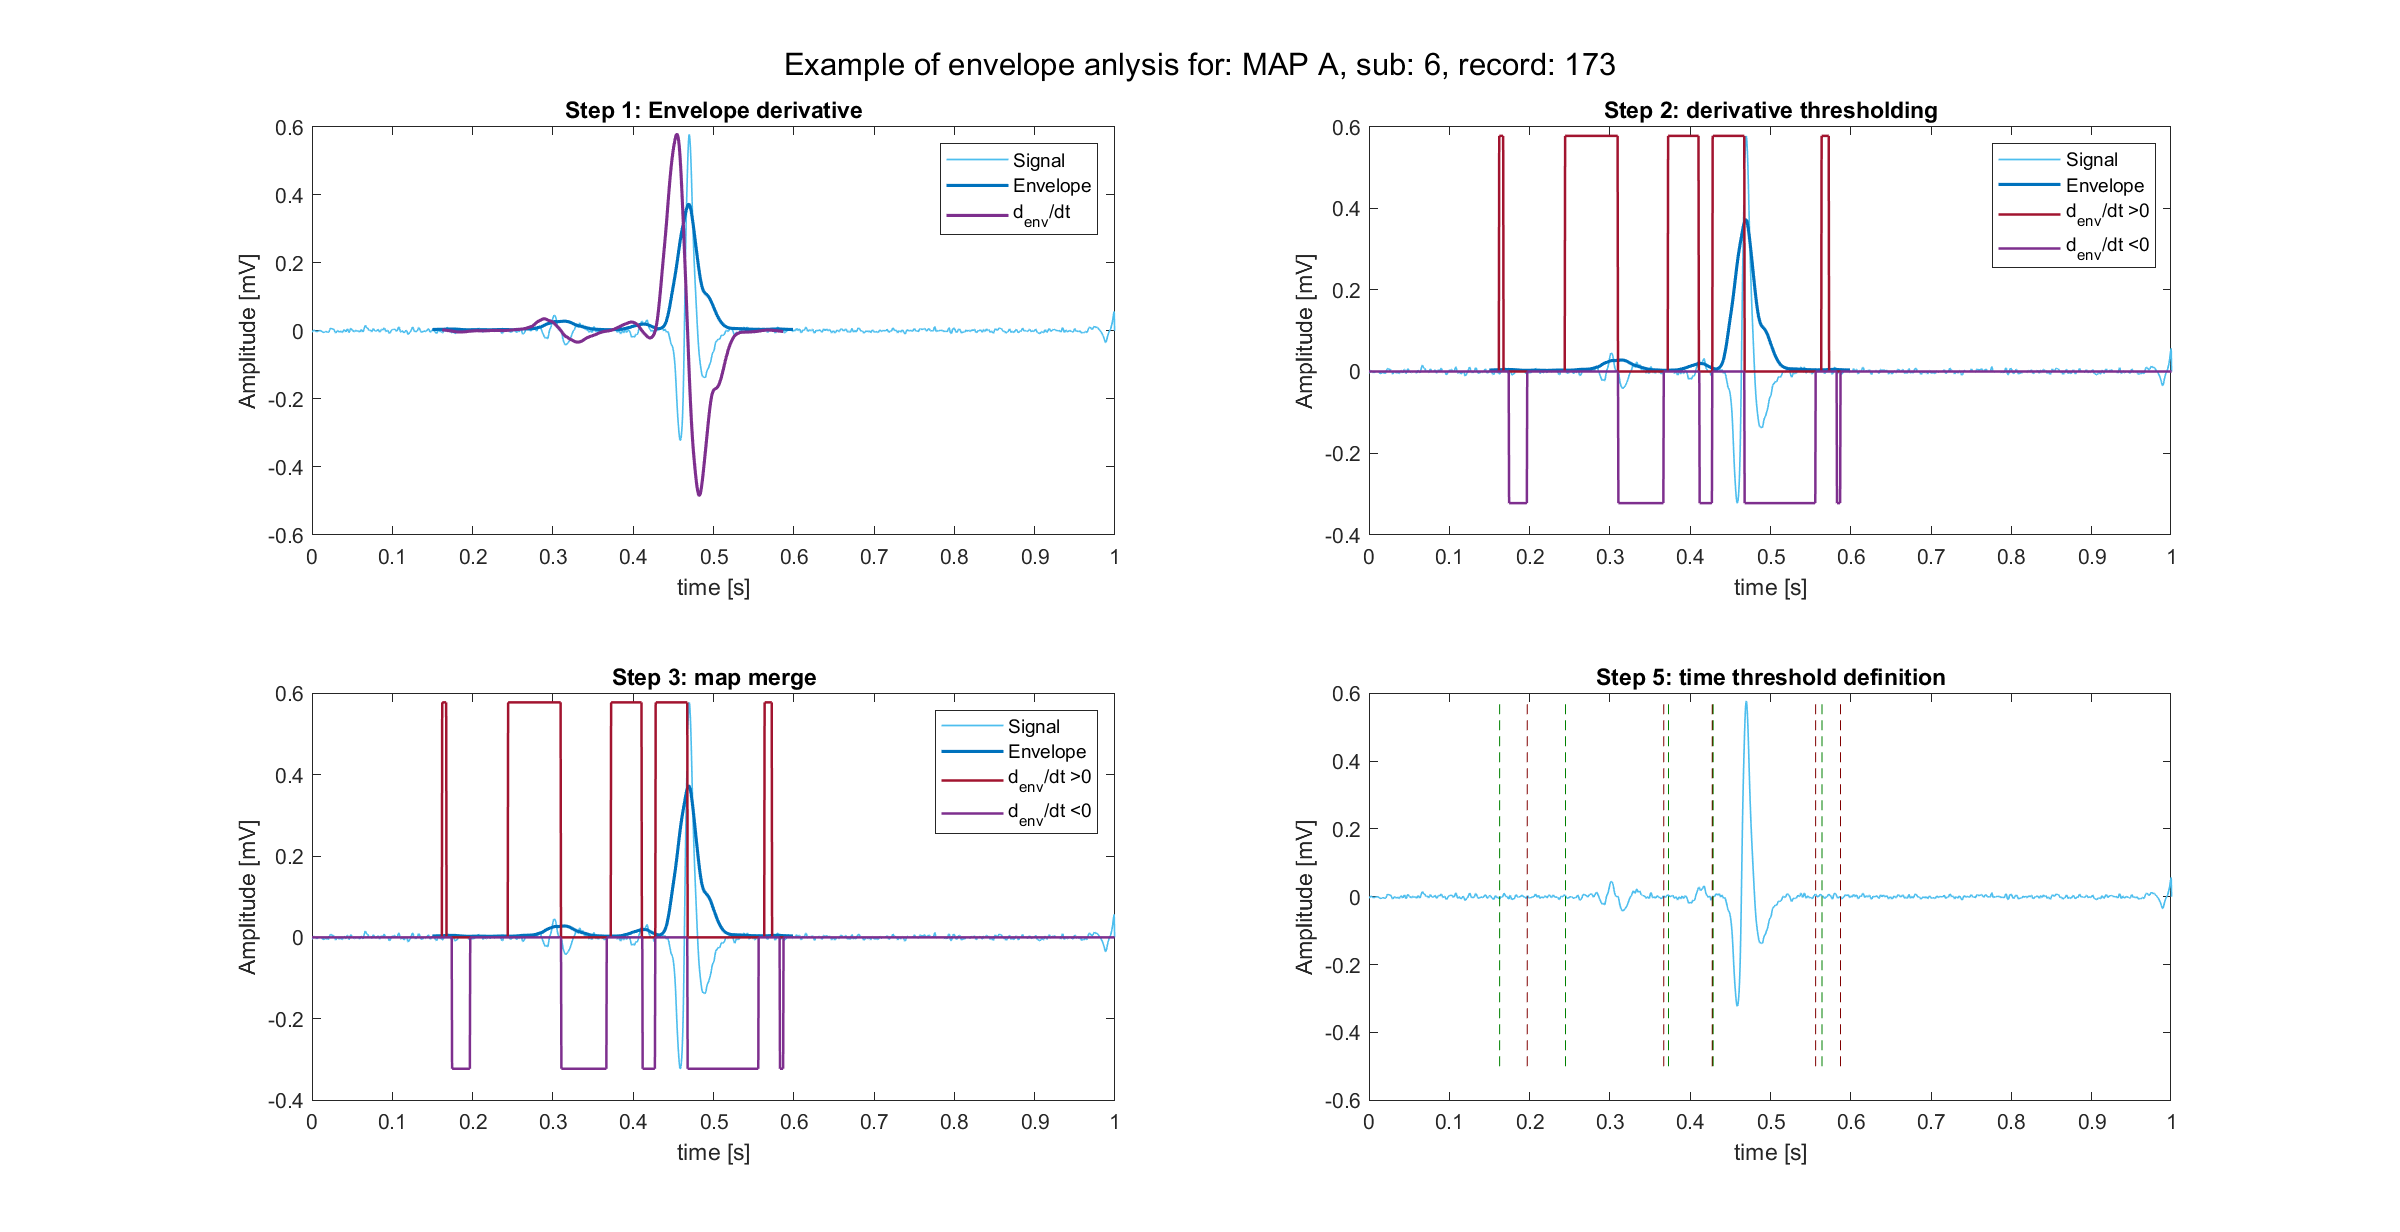 Example of envelope anlysis for: MAP A, sub: 6, record: 173
Step 1: Envelope derivative
0.6
0.4
0.2
0
-0.2
-0.4
-0.6
Amplitude [mV]
0 0.1 0.2 0.3 0.4 0.5 0.6 0.7 0.8 0.9 1
time [s]
Signal
Envelope
d_env/dt
Step 2: derivative thresholding
0.6
0.4
0.2
0
-0.2
-0.4
Amplitude [mV]
0 0.1 0.2 0.3 0.4 0.5 0.6 0.7 0.8 0.9 1
time [s]
Signal
Envelope
d_env/dt >0
d_env/dt <0
Step 3: map merge
0.6
0.4
0.2
0
-0.2
-0.4
Amplitude [mV]
0 0.1 0.2 0.3 0.4 0.5 0.6 0.7 0.8 0.9 1
time [s]
Signal
Envelope
d_env/dt >0
d_env/dt <0
Step 5: time threshold definition
0.6
0.4
0.2
0
-0.2
-0.4
-0.6
Amplitude [mV]
0 0.1 0.2 0.3 0.4 0.5 0.6 0.7 0.8 0.9 1
time [s]